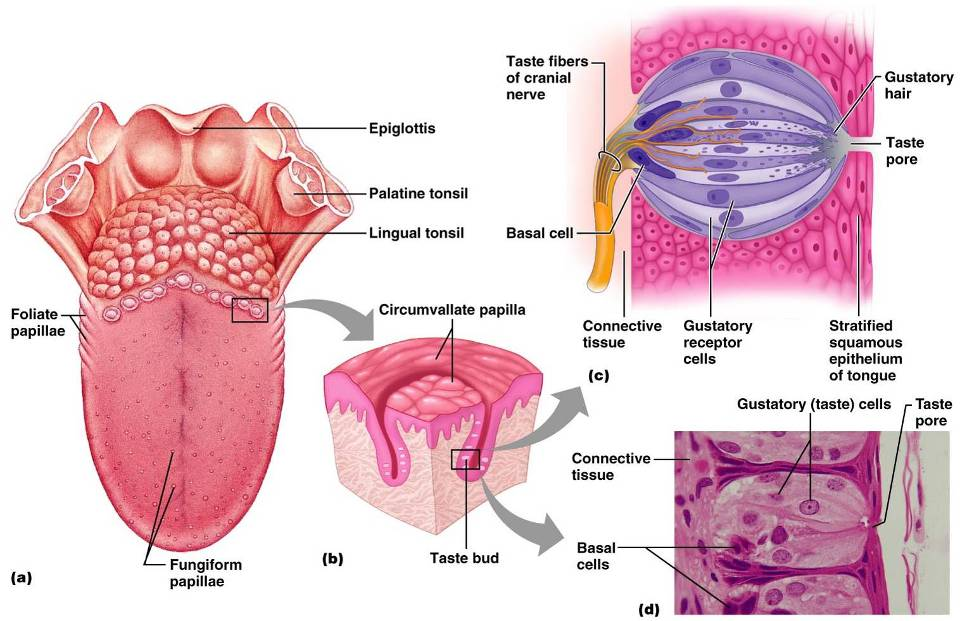 Epiglottis
Palatine tonsil
Lingual tonsil
Foliate
papillae
Fungiform
papillae
(a)
Circumvallate papilla
Taste bud
(b)
Taste fibers
of cranial
nerve
Gustatory
hair
Taste
pore
Basal cell
Connective
tissue
Gustatory
receptor
cells
Stratified
squamous
epithelium
of tongue
(c)
Gustatory (taste) cells
Taste
pore
Connective
tissue
Basal
cells
(d)